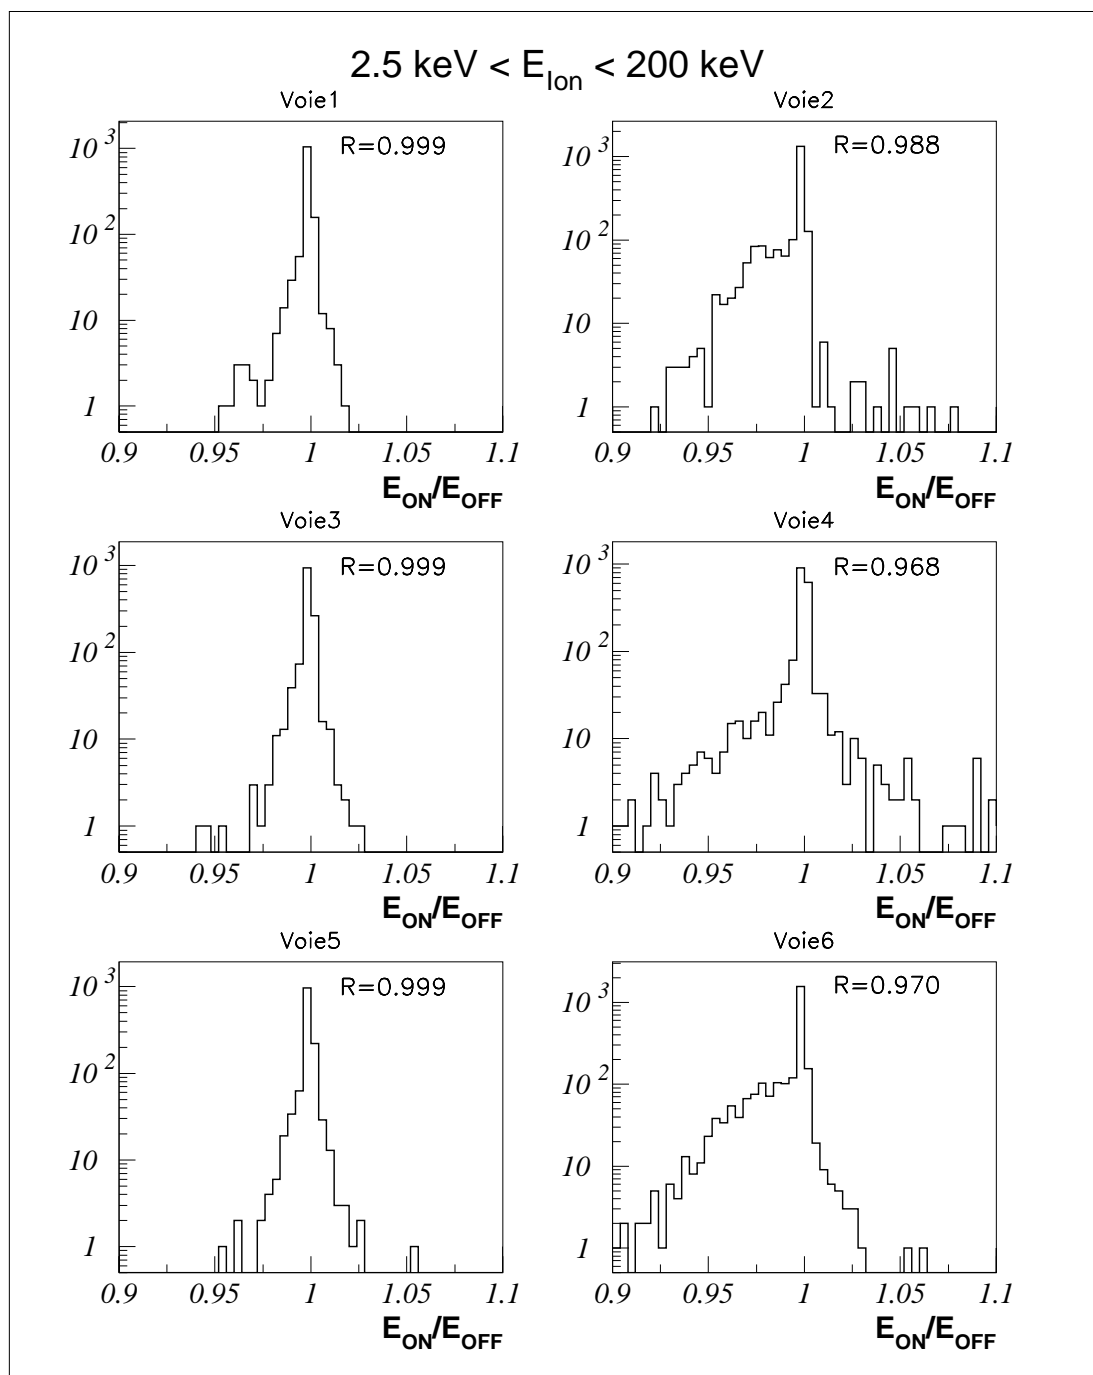 2.5 keV < E_Ion < 200 keV
Voie1
R=0.999
10^3
10^2
10
1
0.9 0.95 1 1.05 1.1
E_ON/E_OFF
Voie2
R=0.988
10^3
10^2
10
1
0.9 0.95 1 1.05 1.1
E_ON/E_OFF
Voie3
R=0.999
10^3
10^2
10
1
0.9 0.95 1 1.05 1.1
E_ON/E_OFF
Voie4
R=0.968
10^3
10^2
10
1
0.9 0.95 1 1.05 1.1
E_ON/E_OFF
Voie5
R=0.999
10^3
10^2
10
1
0.9 0.95 1 1.05 1.1
E_ON/E_OFF
Voie6
R=0.970
10^3
10^2
10
1
0.9 0.95 1 1.05 1.1
E_ON/E_OFF